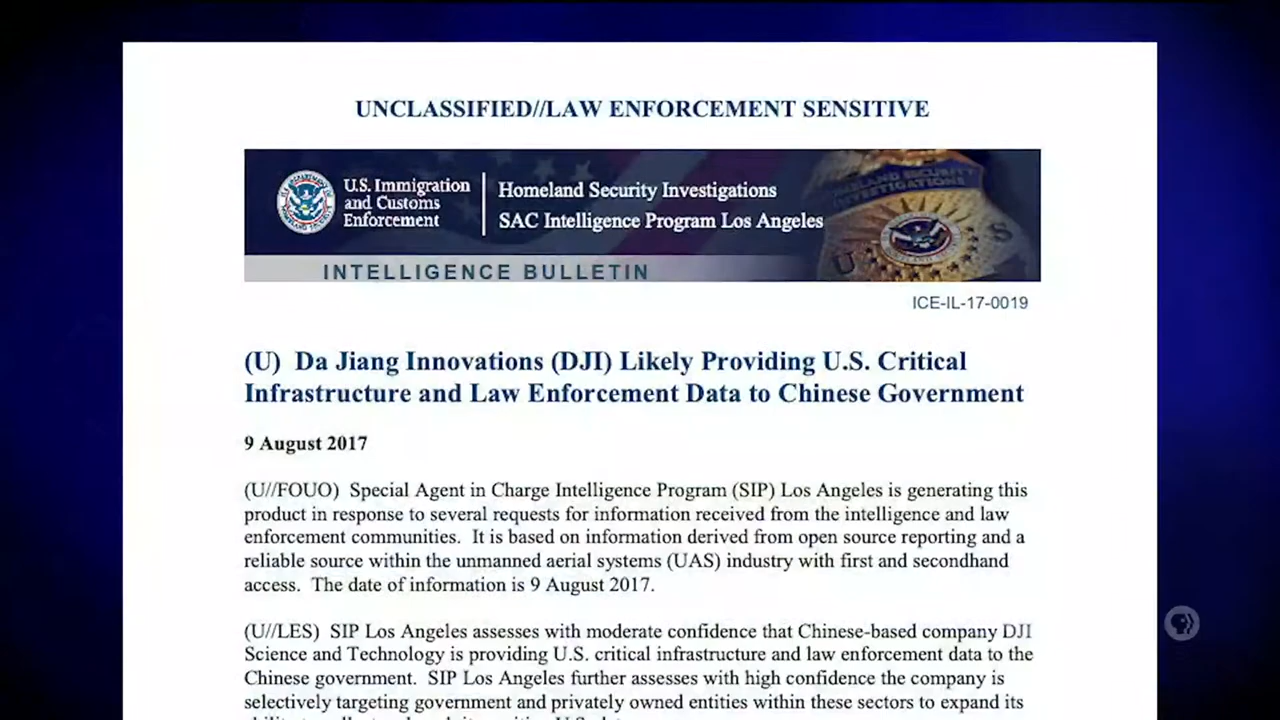 UNCLASSIFIED//LAW ENFORCEMENT SENSITIVE
U.S. Immigration
and Customs
Enforcement
Homeland Security Investigations
SAC Intelligence Program Los Angeles
HOMELAND SECURITY
INVESTIGATIONS
U S
INTELLIGENCE BULLETIN
ICE-IL-17-0019
(U) Da Jiang Innovations (DJI) Likely Providing U.S. Critical
Infrastructure and Law Enforcement Data to Chinese Government
9 August 2017
(U//FOUO) Special Agent in Charge Intelligence Program (SIP) Los Angeles is generating this
product in response to several requests for information received from the intelligence and law
enforcement communities. It is based on information derived from open source reporting and a
reliable source within the unmanned aerial systems (UAS) industry with first and secondhand
access. The date of information is 9 August 2017.
(U//LES) SIP Los Angeles assesses with moderate confidence that Chinese-based company DJI
Science and Technology is providing U.S. critical infrastructure and law enforcement data to the
Chinese government. SIP Los Angeles further assesses with high confidence the company is
selectively targeting government and privately owned entities within these sectors to expand its